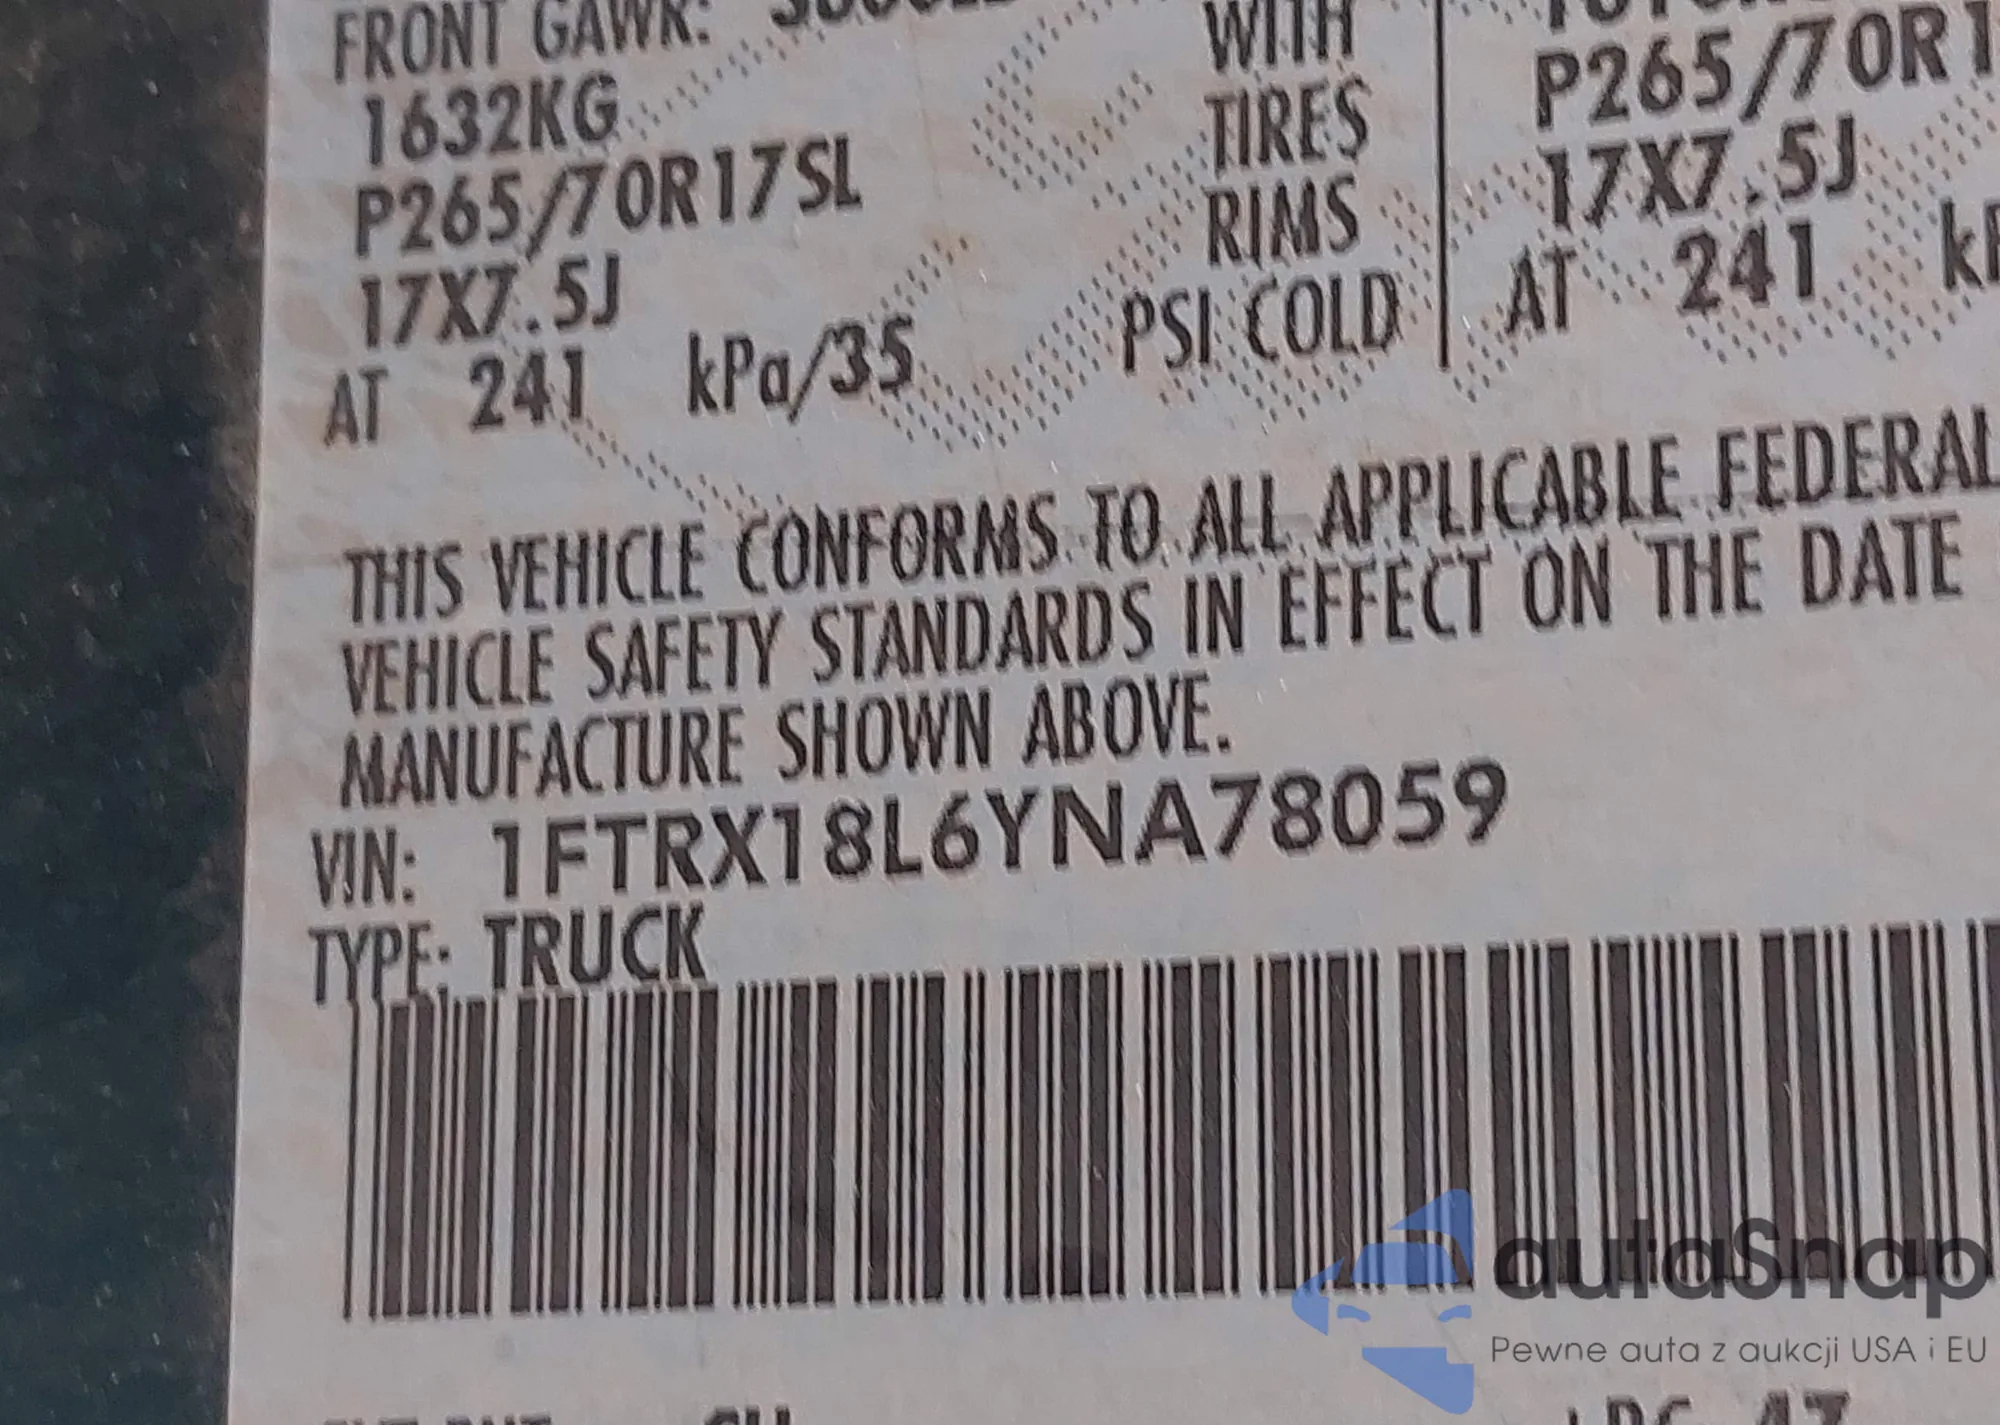 FRONT GAWR:
WITH
1632KG
TIRES
P265/70R1
P265/70R17SL
RIMS
17X7.5J
17X7.5J
AT 241 kPa/35 PSI COLD
AT 241
THIS VEHICLE CONFORMS TO ALL APPLICABLE FEDERAL
VEHICLE SAFETY STANDARDS IN EFFECT ON THE DATE
MANUFACTURE SHOWN ABOVE.
VIN: 1FTRX18L6YNA78059
TYPE: TRUCK
autaSnap
Pewne auta z aukcji USA i EU